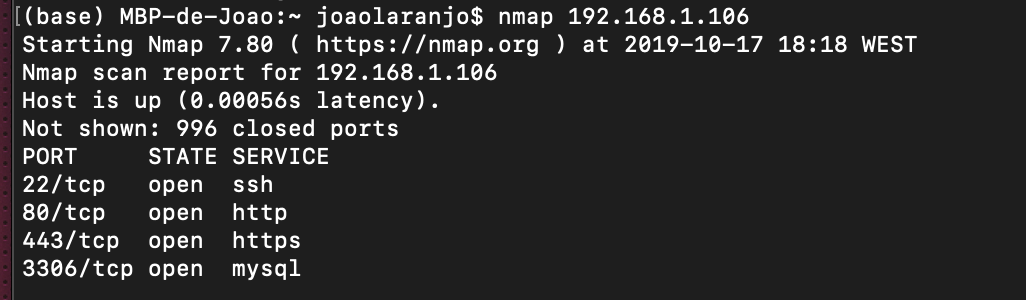 [(base) MBP-de-Joao:~ joaolaranjo$ nmap 192.168.1.106
Starting Nmap 7.80 ( https://nmap.org ) at 2019-10-17 18:18 WEST
Nmap scan report for 192.168.1.106
Host is up (0.00056s latency).
Not shown: 996 closed ports
PORT     STATE SERVICE
22/tcp   open  ssh
80/tcp   open  http
443/tcp  open  https
3306/tcp open  mysql